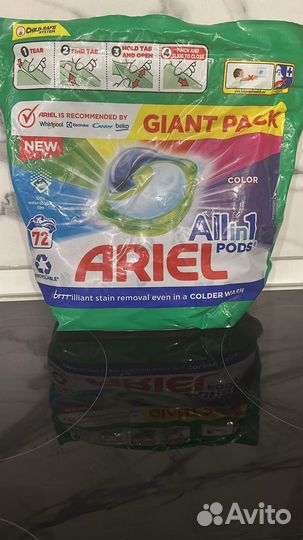 CHILD SAFE
SYSTEM
1 TEAR
2 FIND TAB
3 HOLD TAB
AND OPEN
4 PINCH AND
SLIDE TO CLOSE
ARIEL IS RECOMMENDED BY
Whirlpool Electrolux CANDY beko
GIANT PACK
NEW
COLOR
72
All in 1
PODS
ARIEL
RECYCLABLE
brrrilliant stain removal even in a COLDER WASH
Avito